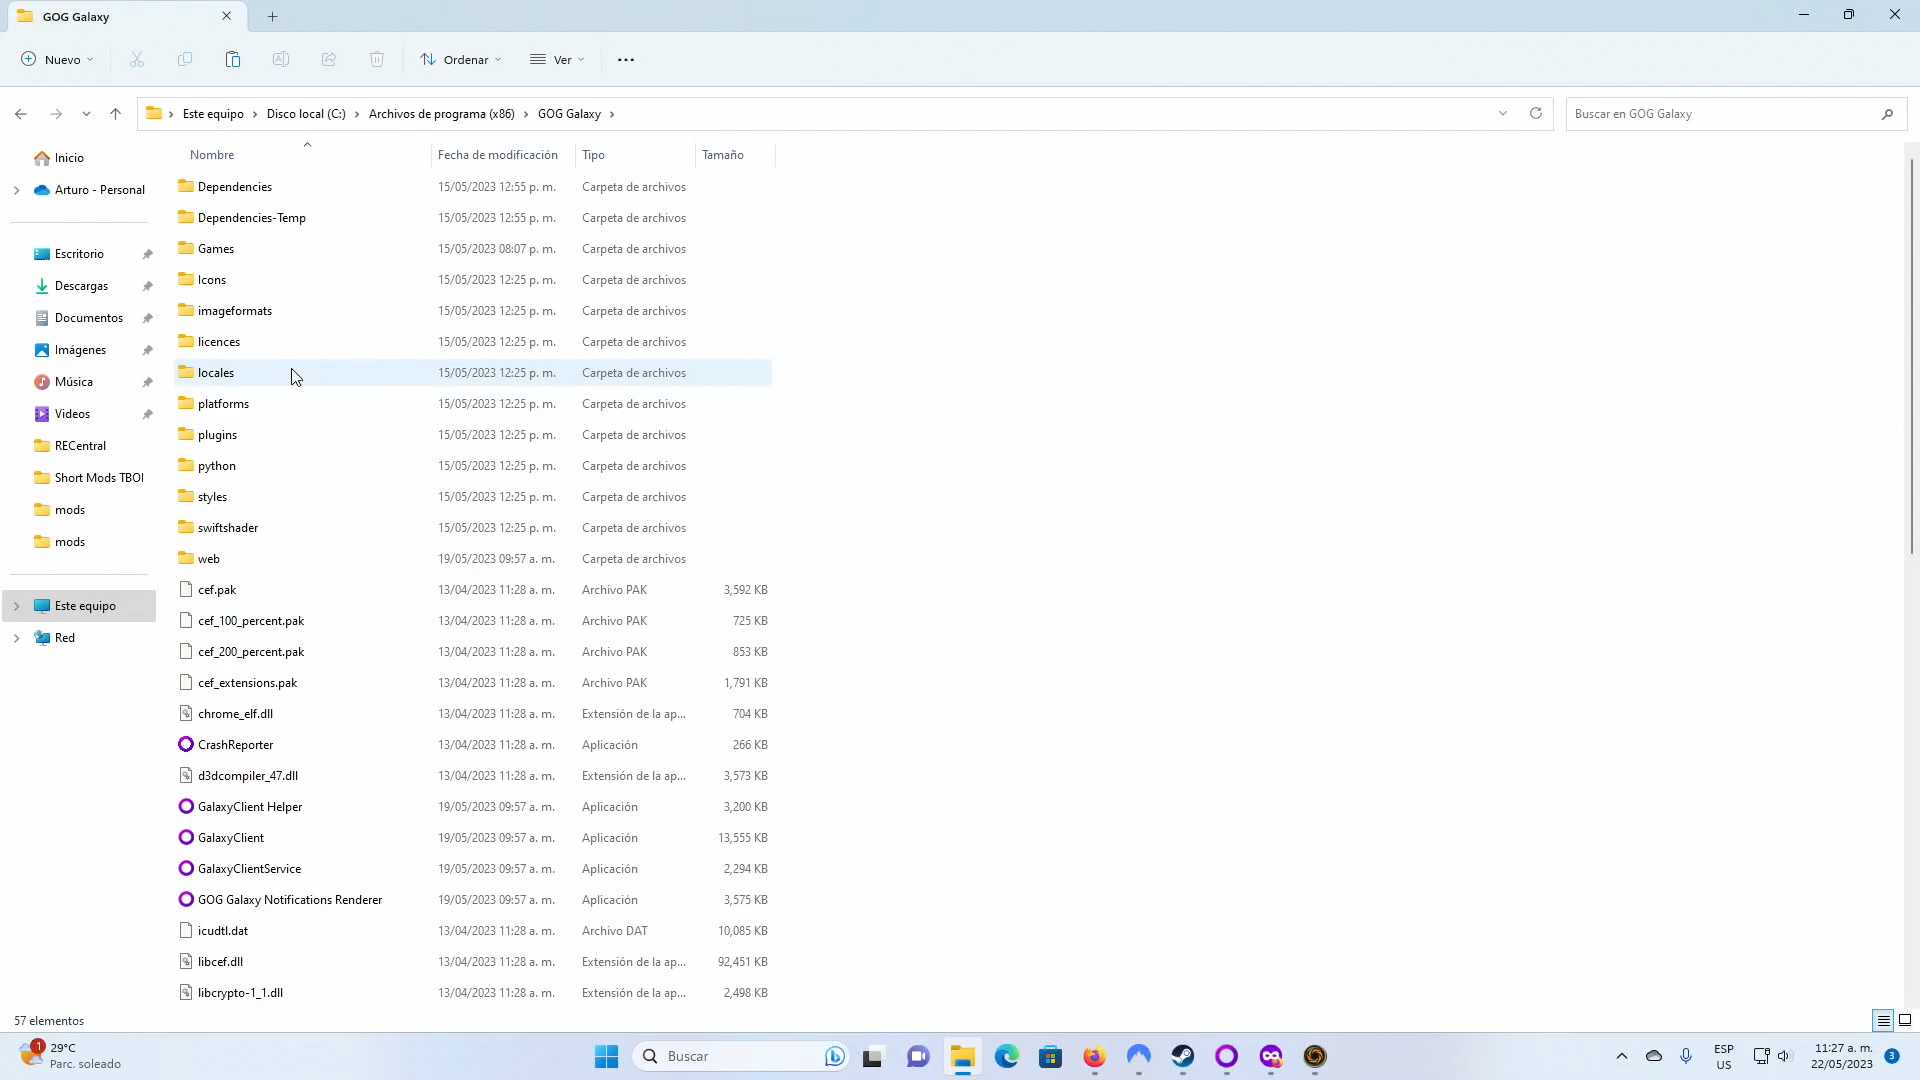 GOG Galaxy
Nuevo
Ordenar
Ver
Este equipo > Disco local (C:) > Archivos de programa (x86) > GOG Galaxy >
Buscar en GOG Galaxy
Inicio
Arturo - Personal
Escritorio
Descargas
Documentos
Imágenes
Música
Videos
RECentral
Short Mods TBOI
mods
mods
Este equipo
Red
Nombre Fecha de modificación Tipo Tamaño
Dependencies 15/05/2023 12:55 p. m. Carpeta de archivos
Dependencies-Temp 15/05/2023 12:55 p. m. Carpeta de archivos
Games 15/05/2023 08:07 p. m. Carpeta de archivos
Icons 15/05/2023 12:25 p. m. Carpeta de archivos
imageformats 15/05/2023 12:25 p. m. Carpeta de archivos
licences 15/05/2023 12:25 p. m. Carpeta de archivos
locales 15/05/2023 12:25 p. m. Carpeta de archivos
platforms 15/05/2023 12:25 p. m. Carpeta de archivos
plugins 15/05/2023 12:25 p. m. Carpeta de archivos
python 15/05/2023 12:25 p. m. Carpeta de archivos
styles 15/05/2023 12:25 p. m. Carpeta de archivos
swiftshader 15/05/2023 12:25 p. m. Carpeta de archivos
web 19/05/2023 09:57 a. m. Carpeta de archivos
cef.pak 13/04/2023 11:28 a. m. Archivo PAK 3,592 KB
cef_100_percent.pak 13/04/2023 11:28 a. m. Archivo PAK 725 KB
cef_200_percent.pak 13/04/2023 11:28 a. m. Archivo PAK 853 KB
cef_extensions.pak 13/04/2023 11:28 a. m. Archivo PAK 1,791 KB
chrome_elf.dll 13/04/2023 11:28 a. m. Extensión de la ap... 704 KB
CrashReporter 13/04/2023 11:28 a. m. Aplicación 266 KB
d3dcompiler_47.dll 13/04/2023 11:28 a. m. Extensión de la ap... 3,573 KB
GalaxyClient Helper 19/05/2023 09:57 a. m. Aplicación 3,200 KB
GalaxyClient 19/05/2023 09:57 a. m. Aplicación 13,555 KB
GalaxyClientService 19/05/2023 09:57 a. m. Aplicación 2,294 KB
GOG Galaxy Notifications Renderer 19/05/2023 09:57 a. m. Aplicación 3,575 KB
icudtl.dat 13/04/2023 11:28 a. m. Archivo DAT 10,085 KB
libcef.dll 13/04/2023 11:28 a. m. Extensión de la ap... 92,451 KB
libcrypto-1_1.dll 13/04/2023 11:28 a. m. Extensión de la ap... 2,498 KB
57 elementos
1
29°C
Parc. soleado
Buscar
ESP
US
11:27 a. m.
22/05/2023
3